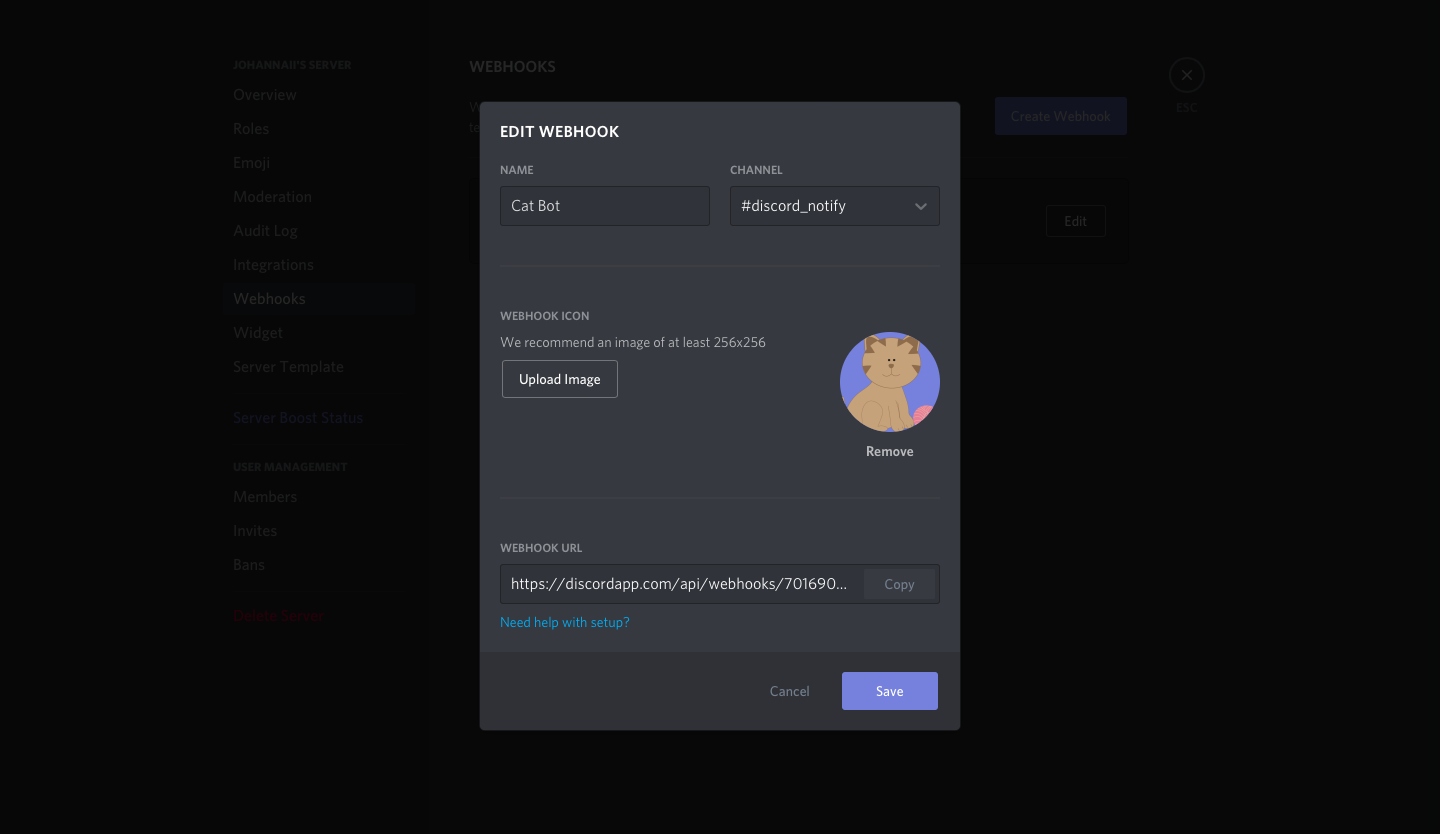 JOHANNAII'S SERVER
Overview
Roles
Emoji
Moderation
Audit Log
Integrations
Webhooks
Widget
Server Template
Server Boost Status
USER MANAGEMENT
Members
Invites
Bans
Delete Server
WEBHOOKS
Create Webhook
ESC
Edit
EDIT WEBHOOK
NAME
CHANNEL
Cat Bot
#discord_notify
WEBHOOK ICON
We recommend an image of at least 256x256
Upload Image
Remove
WEBHOOK URL
https://discordapp.com/api/webhooks/701690...
Copy
Need help with setup?
Cancel
Save